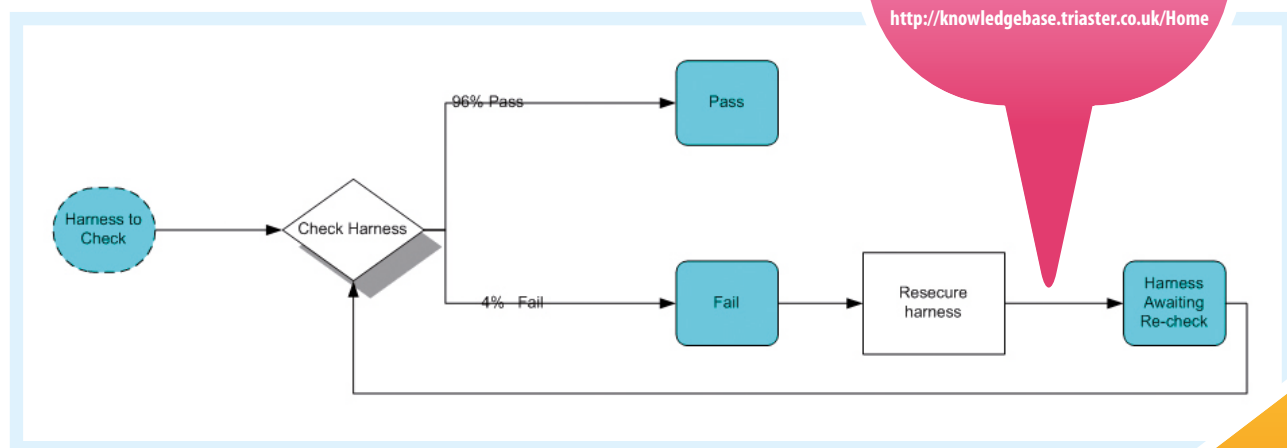 http://knowledgebase.triaster.co.uk/Home
96% Pass
Pass
Harness to
Check
Check Harness
4% Fail
Fail
Resecure
harness
Harness
Awaiting
Re-check